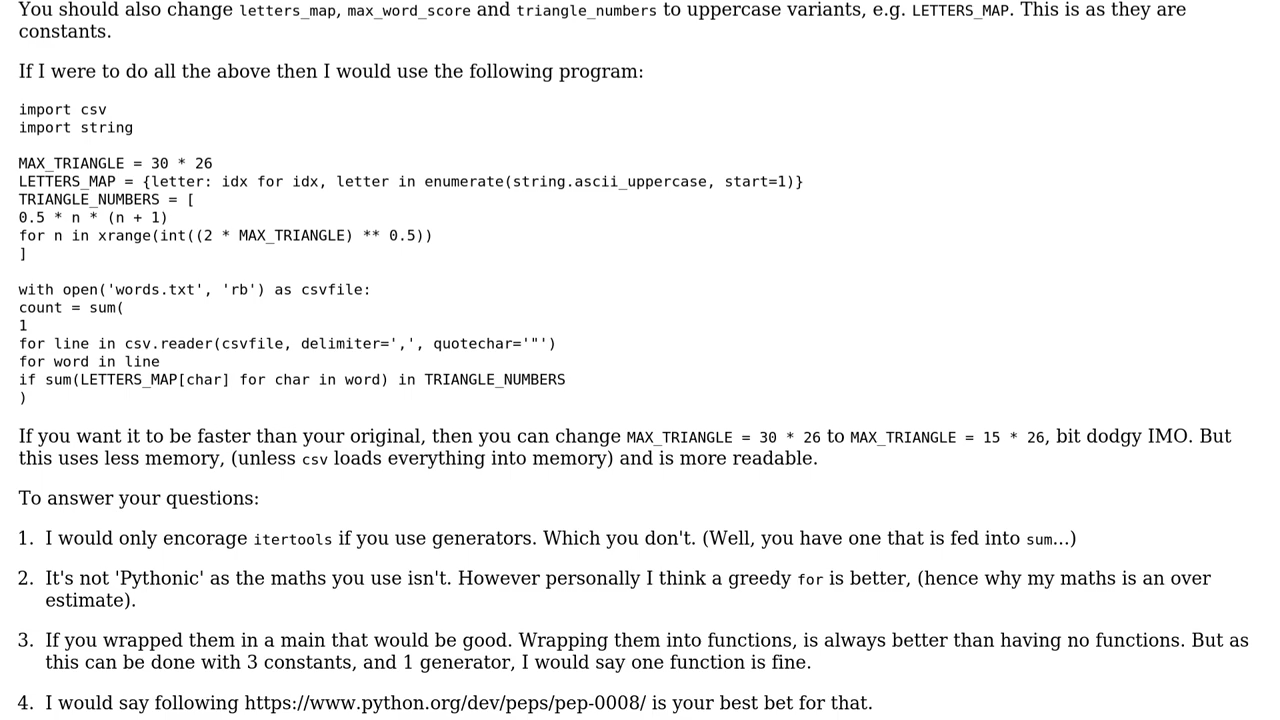 You should also change letters_map, max_word_score and triangle_numbers to uppercase variants, e.g. LETTERS_MAP. This is as they are
constants.
If I were to do all the above then I would use the following program:
import csv
import string
MAX_TRIANGLE = 30 * 26
LETTERS_MAP = {letter: idx for idx, letter in enumerate(string.ascii_uppercase, start=1)}
TRIANGLE_NUMBERS = [
0.5 * n * (n + 1)
for n in xrange(int((2 * MAX_TRIANGLE) ** 0.5))
]
with open('words.txt', 'rb') as csvfile:
count = sum(
1
for line in csv.reader(csvfile, delimiter=',', quotechar='"')
for word in line
if sum(LETTERS_MAP[char] for char in word) in TRIANGLE_NUMBERS
)
If you want it to be faster than your original, then you can change MAX_TRIANGLE = 30 * 26 to MAX_TRIANGLE = 15 * 26, bit dodgy IMO. But
this uses less memory, (unless csv loads everything into memory) and is more readable.
To answer your questions:
1. I would only encorage itertools if you use generators. Which you don't. (Well, you have one that is fed into sum...)
2. It's not 'Pythonic' as the maths you use isn't. However personally I think a greedy for is better, (hence why my maths is an over
estimate).
3. If you wrapped them in a main that would be good. Wrapping them into functions, is always better than having no functions. But as
this can be done with 3 constants, and 1 generator, I would say one function is fine.
4. I would say following https://www.python.org/dev/peps/pep-0008/ is your best bet for that.